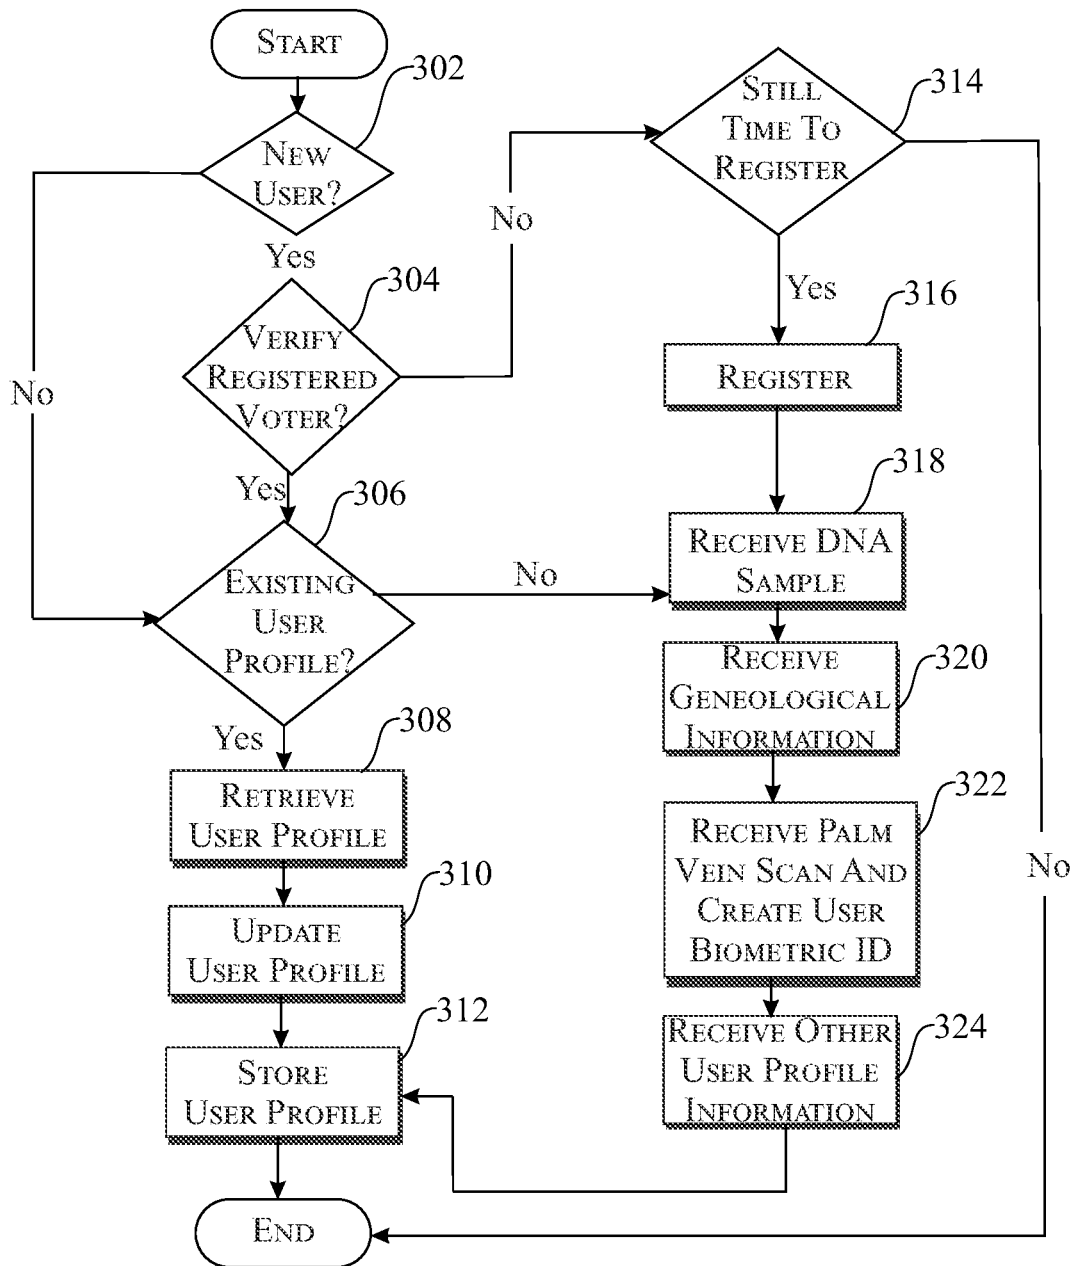 START
302
NEW
USER?
Yes
No
304
VERIFY
REGISTERED
VOTER?
No
Yes
306
EXISTING
USER
PROFILE?
No
Yes
308
RETRIEVE
USER PROFILE
310
UPDATE
USER PROFILE
312
STORE
USER PROFILE
END
314
STILL
TIME TO
REGISTER
Yes
No
316
REGISTER
318
RECEIVE DNA
SAMPLE
320
RECEIVE
GENEOLOGICAL
INFORMATION
322
RECEIVE PALM
VEIN SCAN AND
CREATE USER
BIOMETRIC ID
324
RECEIVE OTHER
USER PROFILE
INFORMATION